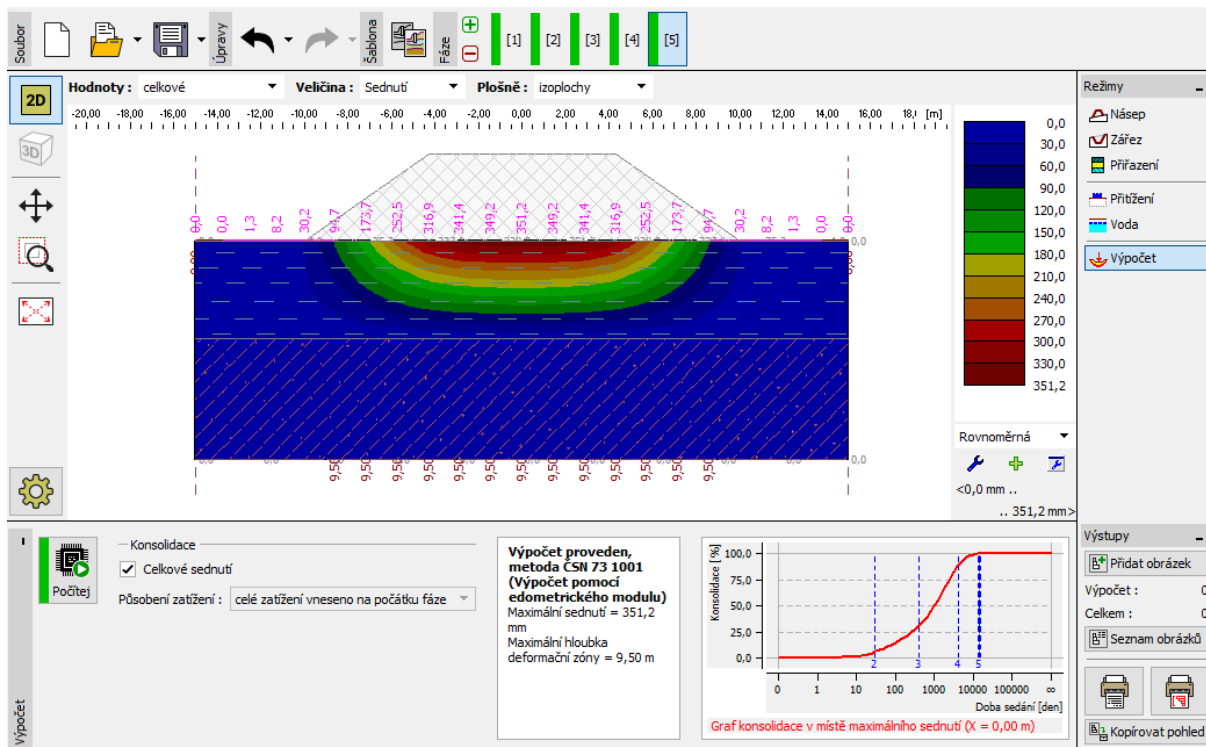 Soubor
Úpravy
Šablona
Fáze
[1] [2] [3] [4] [5]
2D
3D
Hodnoty : celkové Veličina : Sednutí Plošně : izoplochy
-20,00 -18,00 -16,00 -14,00 -12,00 -10,00 -8,00 -6,00 -4,00 -2,00 0,00 2,00 4,00 6,00 8,00 10,00 12,00 14,00 16,00 [m]
0,0 0,0 1,3 8,2 30,2 94,7 173,7 252,5 316,9 341,4 349,2 351,2 349,2 341,4 316,9 252,5 173,7 94,7 30,2 8,2 1,3 0,0 0,0
9,50 9,50 9,50 9,50 9,50 9,50 9,50 9,50 9,50 9,50 9,50 9,50 9,50
0,0
30,0
60,0
90,0
120,0
150,0
180,0
210,0
240,0
270,0
300,0
330,0
351,2
Rovnoměrná
<0,0 mm ..
.. 351,2 mm>
Režimy
Násep
Zářez
Přiřazení
Přitížení
Voda
Výpočet
Výpočet
Počítej
Konsolidace
Celkové sednutí
Působení zatížení : celé zatížení vneseno na počátku fáze
Výpočet proveden,
metoda ČSN 73 1001
(Výpočet pomocí
edometrického modulu)
Maximální sednutí = 351,2
mm
Maximální hloubka
deformační zóny = 9,50 m
Konsolidace [%]
100,0
75,0
50,0
25,0
0,0
2 3 4 5
0 1 10 100 1000 10000 100000 ∞
Doba sedání [den]
Graf konsolidace v místě maximálního sednutí (X = 0,00 m)
Výstupy
Přidat obrázek
Výpočet : 0
Celkem : 0
Seznam obrázků
Kopírovat pohled